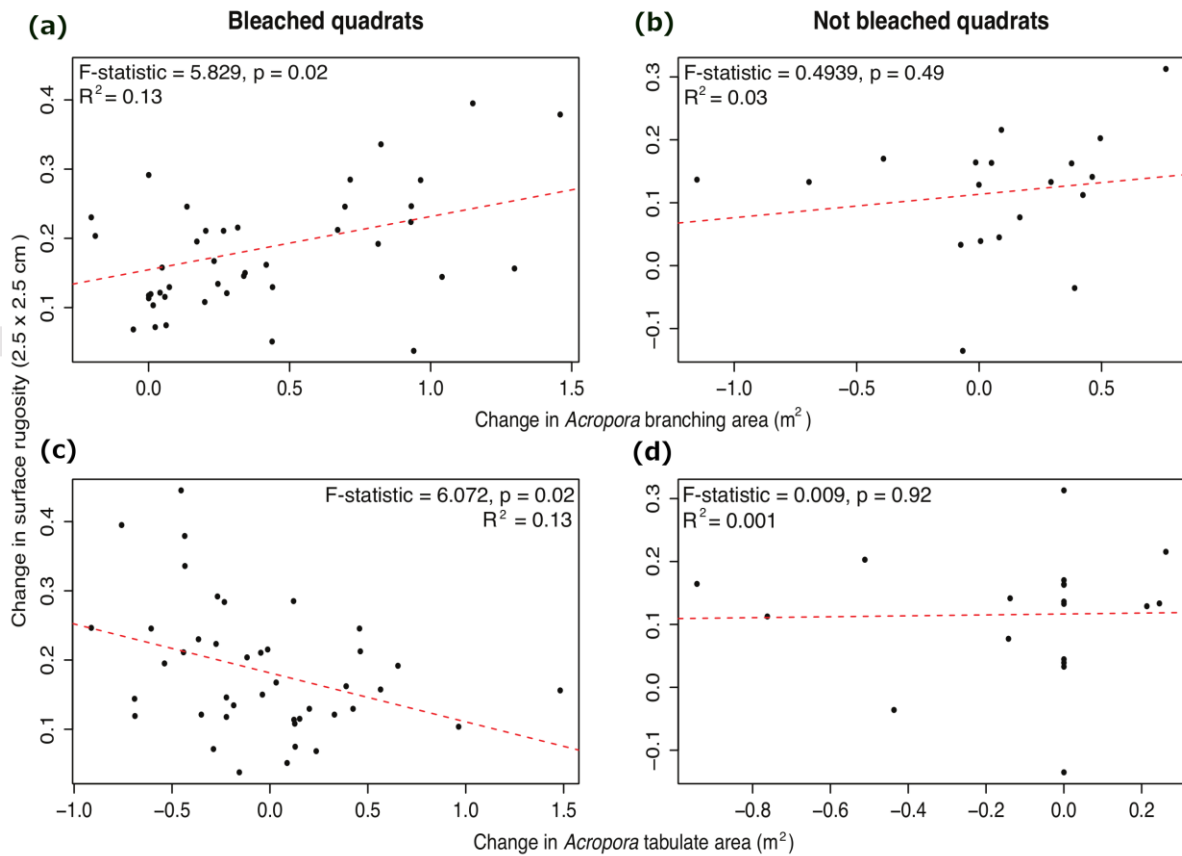 (a)
Bleached quadrats
(b)
Not bleached quadrats
F-statistic = 5.829, p = 0.02
R² = 0.13
F-statistic = 0.4939, p = 0.49
R² = 0.03
0.4
0.3
0.2
0.1
0.3
0.2
0.1
0.0
−0.1
0.0 0.5 1.0 1.5
−1.0 −0.5 0.0 0.5
Change in Acropora branching area (m²)
Change in surface rugosity (2.5 x 2.5 cm )
(c)
(d)
F-statistic = 6.072, p = 0.02
R² = 0.13
F-statistic = 0.009, p = 0.92
R² = 0.001
0.4
0.3
0.2
0.1
0.3
0.2
0.1
0.0
−0.1
−1.0 −0.5 0.0 0.5 1.0 1.5
−0.8 −0.6 −0.4 −0.2 0.0 0.2
Change in Acropora tabulate area (m²)